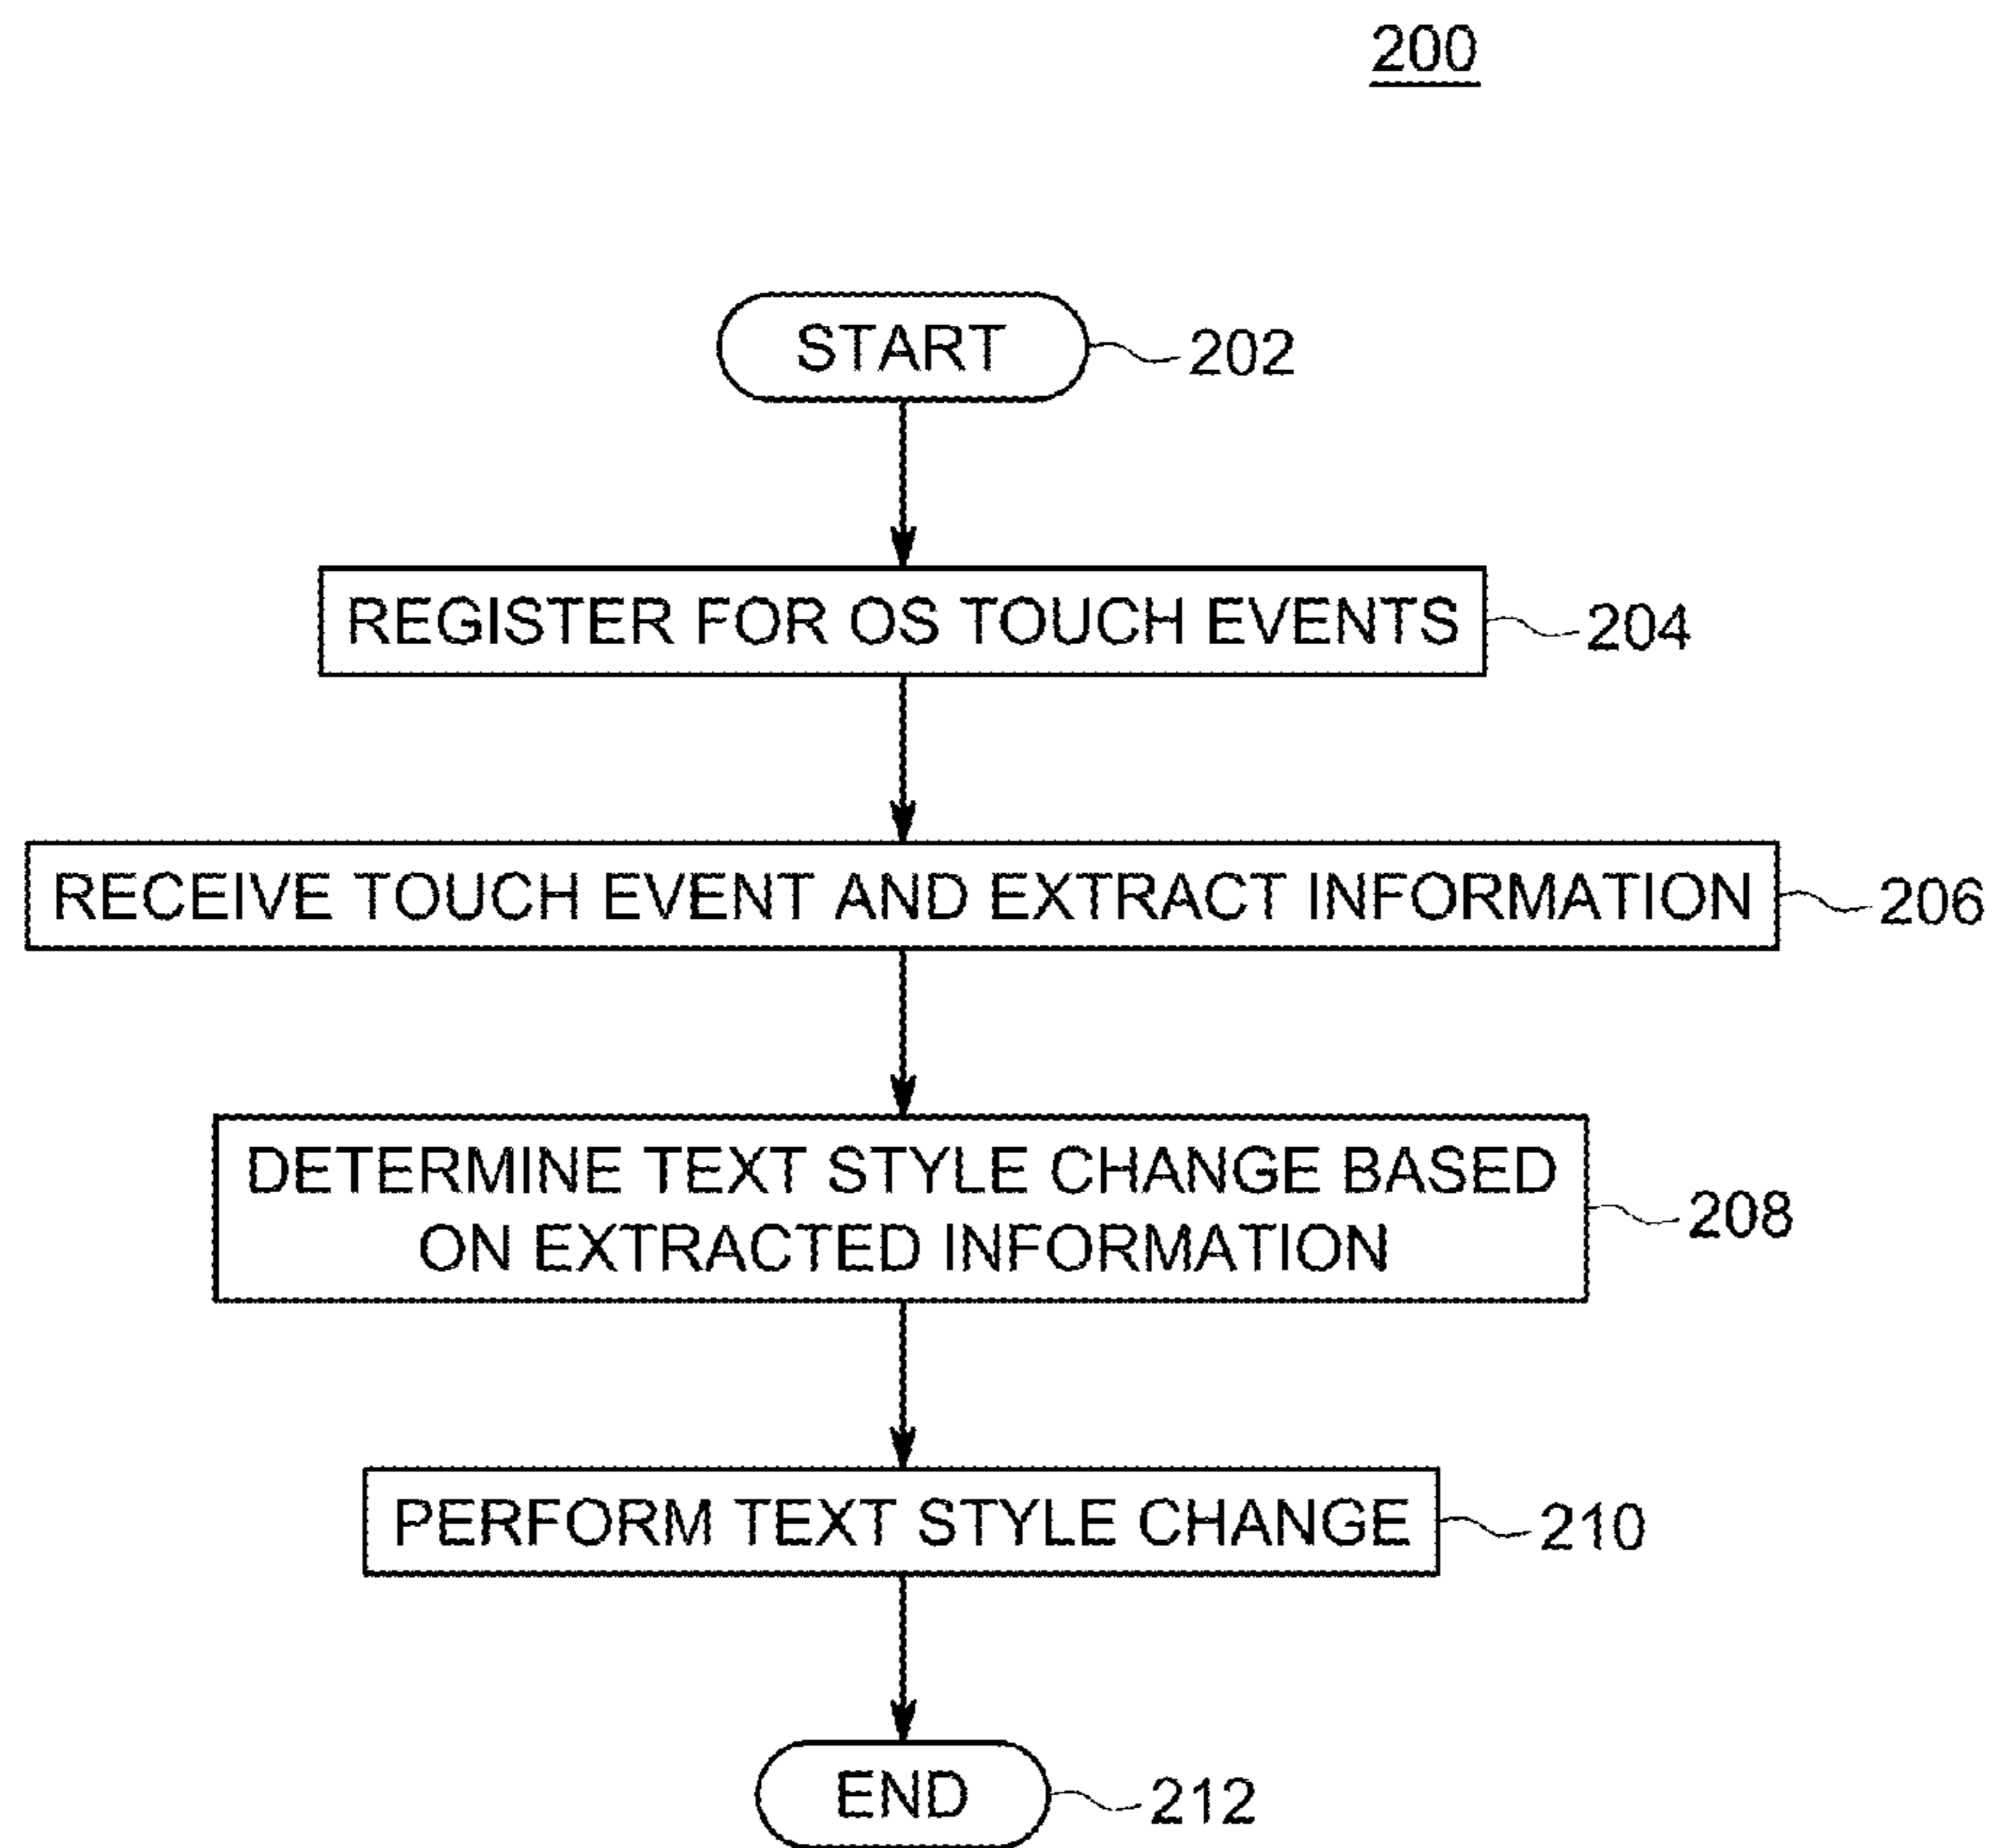 200
START
202
REGISTER FOR OS TOUCH EVENTS
204
RECEIVE TOUCH EVENT AND EXTRACT INFORMATION
206
DETERMINE TEXT STYLE CHANGE BASED
ON EXTRACTED INFORMATION
208
PERFORM TEXT STYLE CHANGE
210
END
212